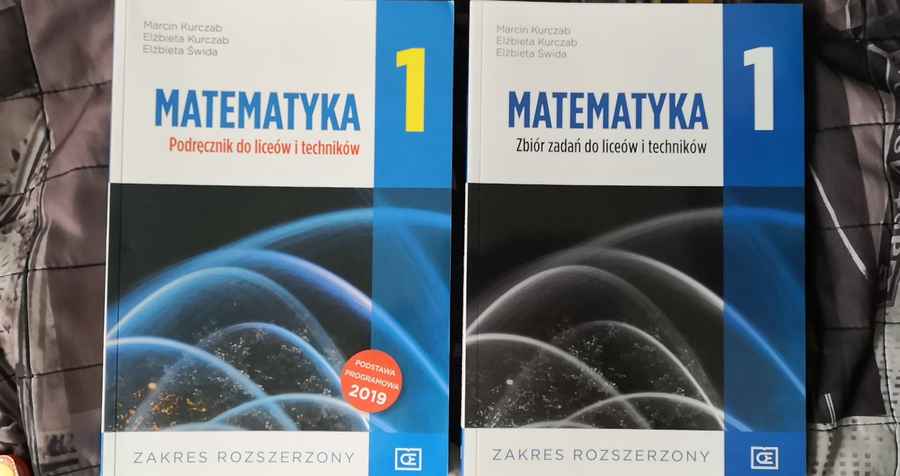 Marcin Kurczab
Elżbieta Kurczab
Elżbieta Świda
1
MATEMATYKA
Zbiór zadań do liceów i techników
ZAKRES ROZSZERZONY
Marcin Kurczab
Elżbieta Kurczab
Elżbieta Świda
1
MATEMATYKA
Podręcznik do liceów i techników
PODSTAWA
PROGRAMOWA
2019
ZAKRES ROZSZERZONY